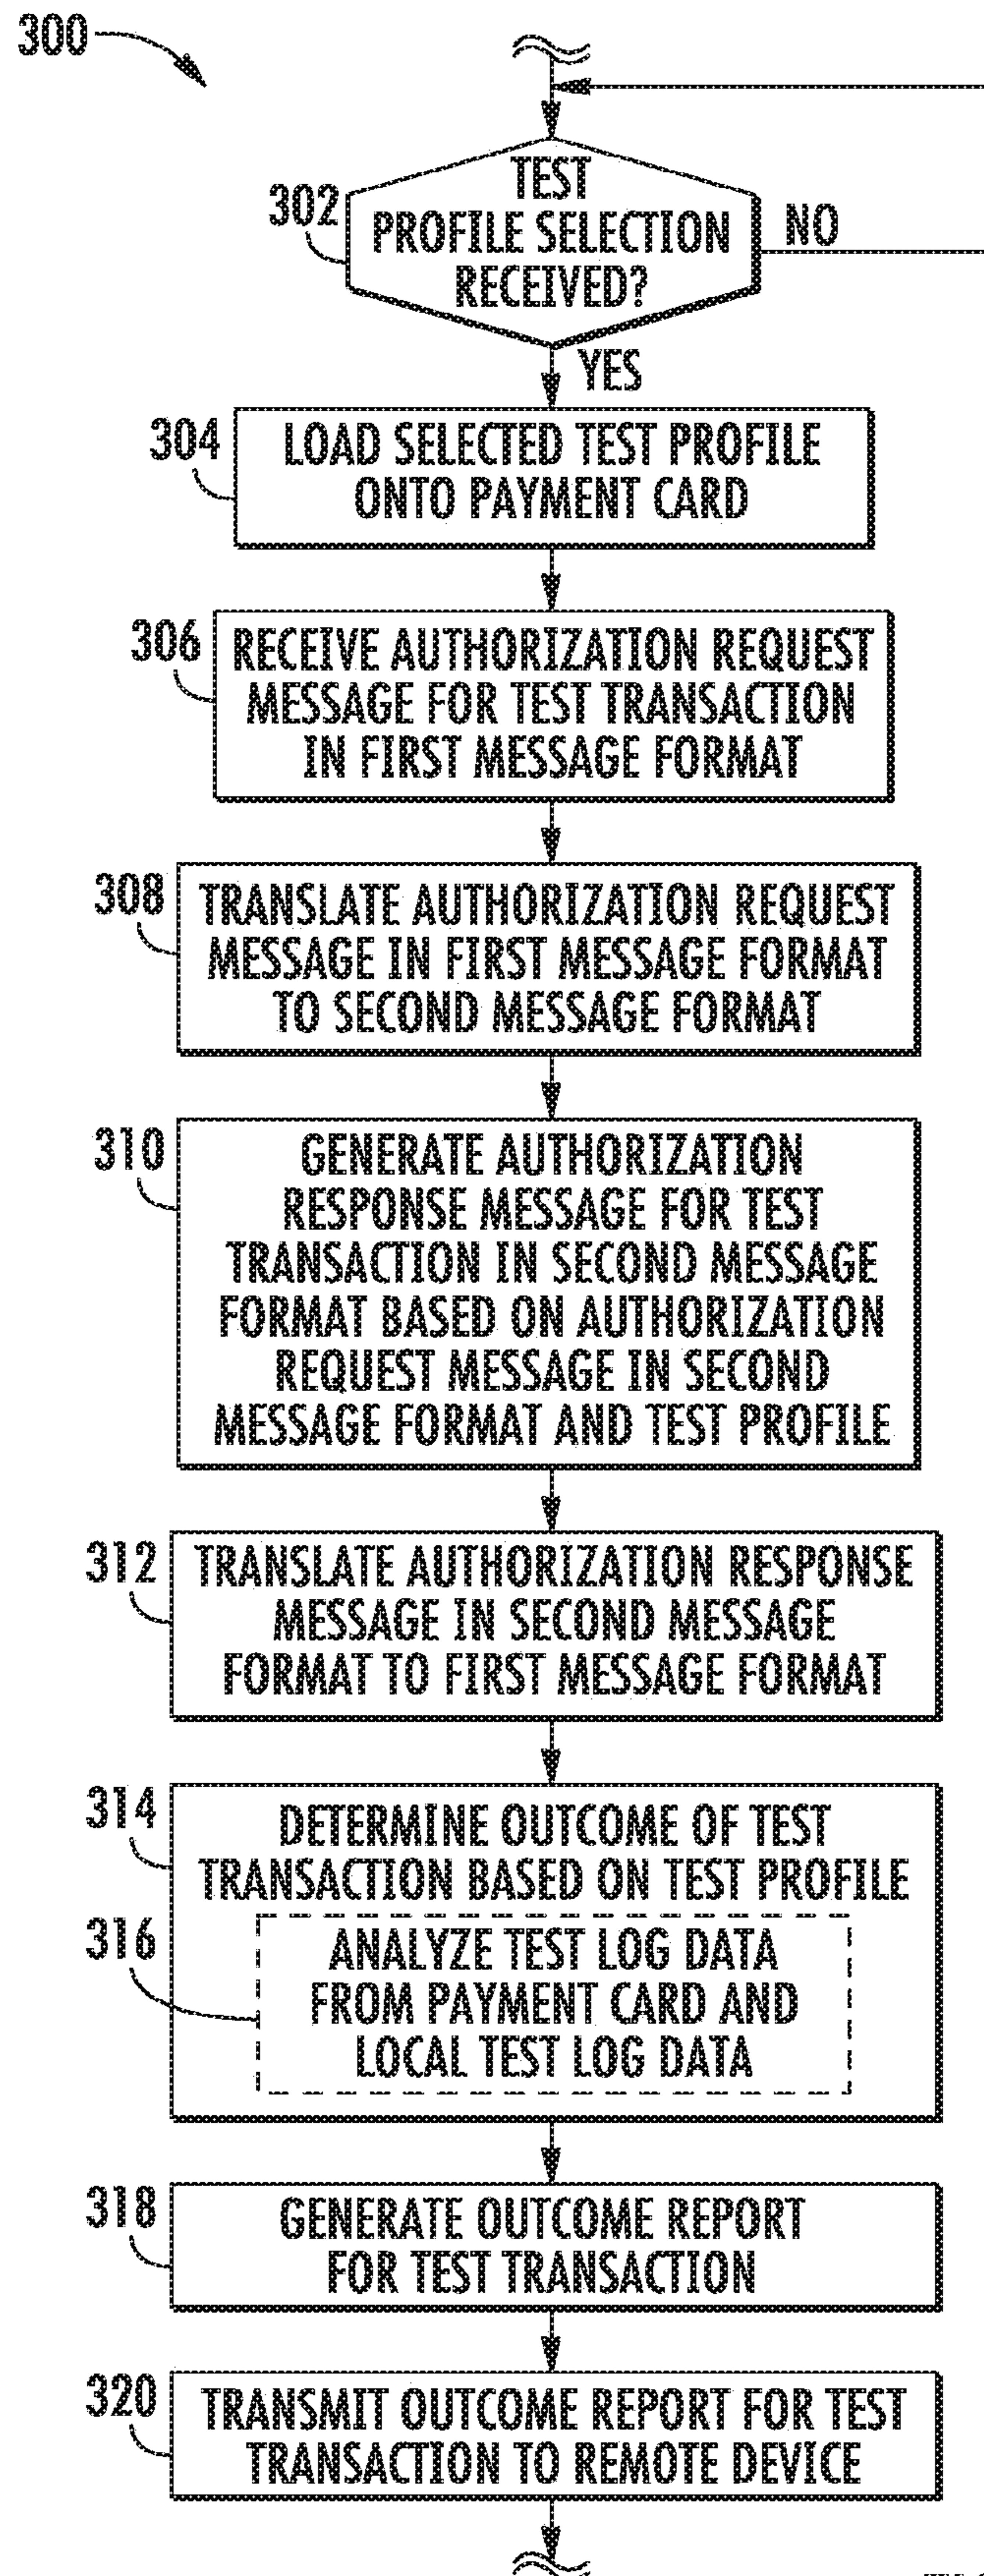 300
302
TEST
PROFILE SELECTION
RECEIVED?
NO
YES
304
LOAD SELECTED TEST PROFILE
ONTO PAYMENT CARD
306
RECEIVE AUTHORIZATION REQUEST
MESSAGE FOR TEST TRANSACTION
IN FIRST MESSAGE FORMAT
308
TRANSLATE AUTHORIZATION REQUEST
MESSAGE IN FIRST MESSAGE FORMAT
TO SECOND MESSAGE FORMAT
310
GENERATE AUTHORIZATION
RESPONSE MESSAGE FOR TEST
TRANSACTION IN SECOND MESSAGE
FORMAT BASED ON AUTHORIZATION
REQUEST MESSAGE IN SECOND
MESSAGE FORMAT AND TEST PROFILE
312
TRANSLATE AUTHORIZATION RESPONSE
MESSAGE IN SECOND MESSAGE
FORMAT TO FIRST MESSAGE FORMAT
314
DETERMINE OUTCOME OF TEST
TRANSACTION BASED ON TEST PROFILE
316
ANALYZE TEST LOG DATA
FROM PAYMENT CARD AND
LOCAL TEST LOG DATA
318
GENERATE OUTCOME REPORT
FOR TEST TRANSACTION
320
TRANSMIT OUTCOME REPORT FOR TEST
TRANSACTION TO REMOTE DEVICE